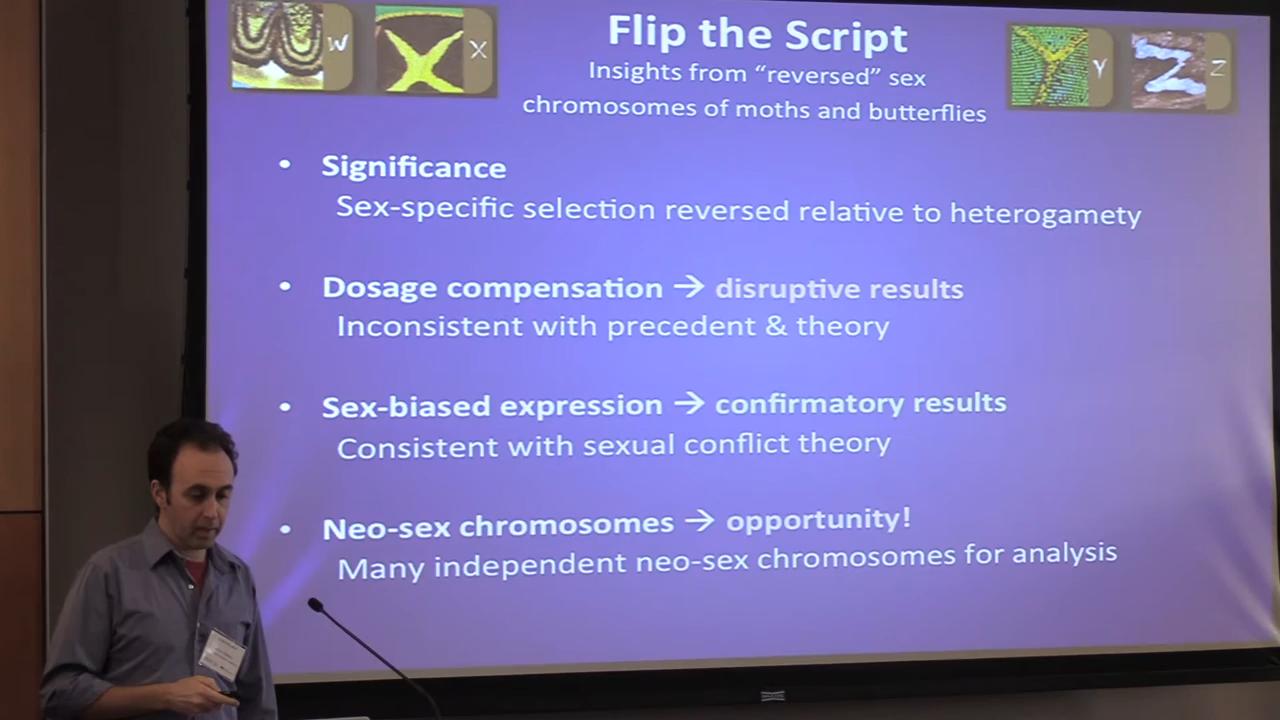 W X Y Z
Flip the Script
Insights from “reversed” sex
chromosomes of moths and butterflies
• Significance
Sex-specific selection reversed relative to heterogamety
• Dosage compensation → disruptive results
Inconsistent with precedent & theory
• Sex-biased expression → confirmatory results
Consistent with sexual conflict theory
• Neo-sex chromosomes → opportunity!
Many independent neo-sex chromosomes for analysis